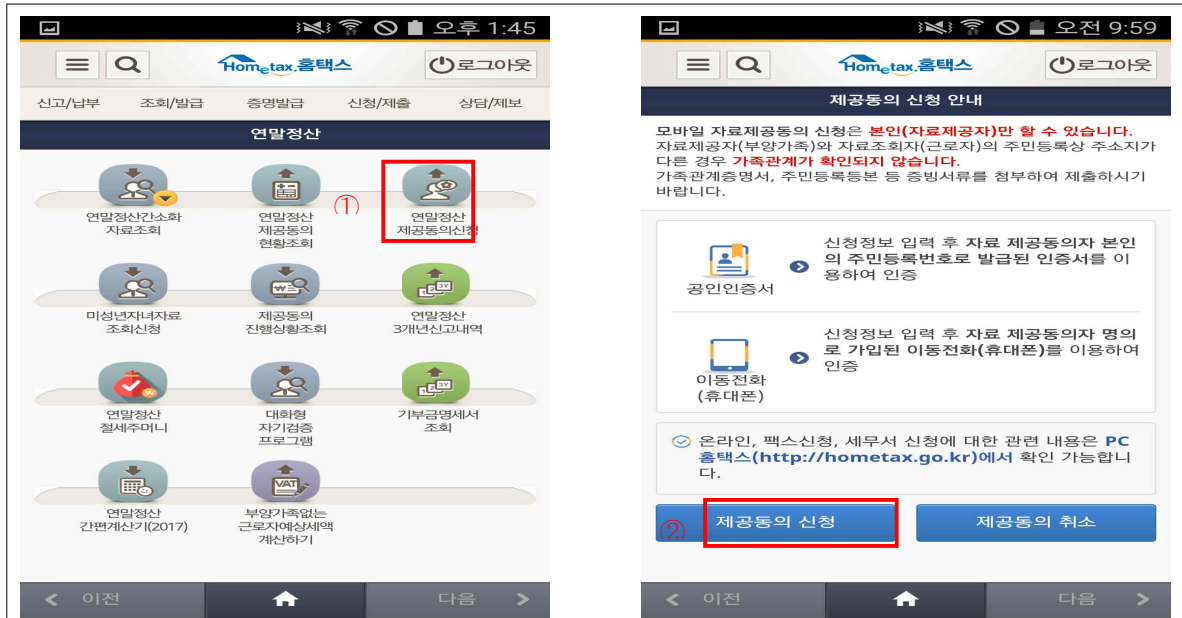 오후 1:45
Hometax.홈택스
로그아웃
신고/납부 조회/발급 증명발급 신청/제출 상담/제보
연말정산
①
연말정산간소화
자료조회
연말정산
제공동의
현황조회
연말정산
제공동의신청
미성년자녀자료
조회신청
제공동의
진행상황조회
연말정산
3개년신고내역
연말정산
절세주머니
대화형
자기검증
프로그램
기부금명세서
조회
연말정산
간편계산기(2017)
VAT
부양가족없는
근로자예상세액
계산하기
이전
다음
오전 9:59
Hometax.홈택스
로그아웃
제공동의 신청 안내
모바일 자료제공동의 신청은 본인(자료제공자)만 할 수 있습니다.
자료제공자(부양가족)와 자료조회자(근로자)의 주민등록상 주소지가
다른 경우 가족관계가 확인되지 않습니다.
가족관계증명서, 주민등록등본 등 증빙서류를 첨부하여 제출하시기
바랍니다.
공인인증서
신청정보 입력 후 자료 제공동의자 본인
의 주민등록번호로 발급된 인증서를 이
용하여 인증
이동전화
(휴대폰)
신청정보 입력 후 자료 제공동의자 명의
로 가입된 이동전화(휴대폰)를 이용하여
인증
온라인, 팩스신청, 세무서 신청에 대한 관련 내용은 PC
홈택스(http://hometax.go.kr)에서 확인 가능합니
다.
②
제공동의 신청
제공동의 취소
이전
다음